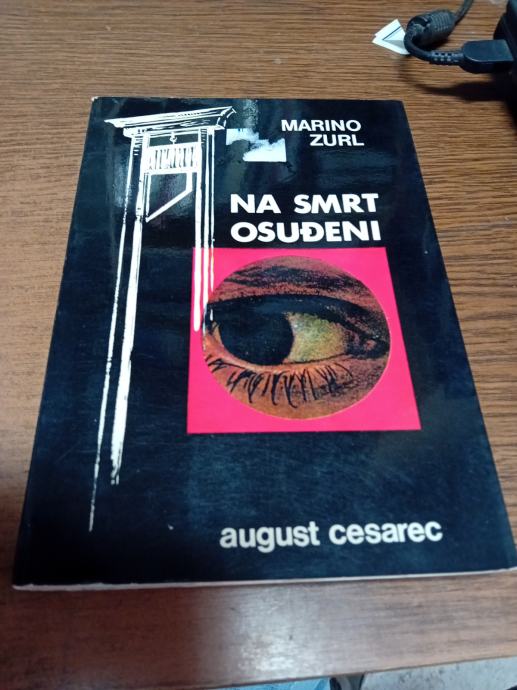 MARINO
ZURL
NA SMRT
OSUĐENI
august cesarec